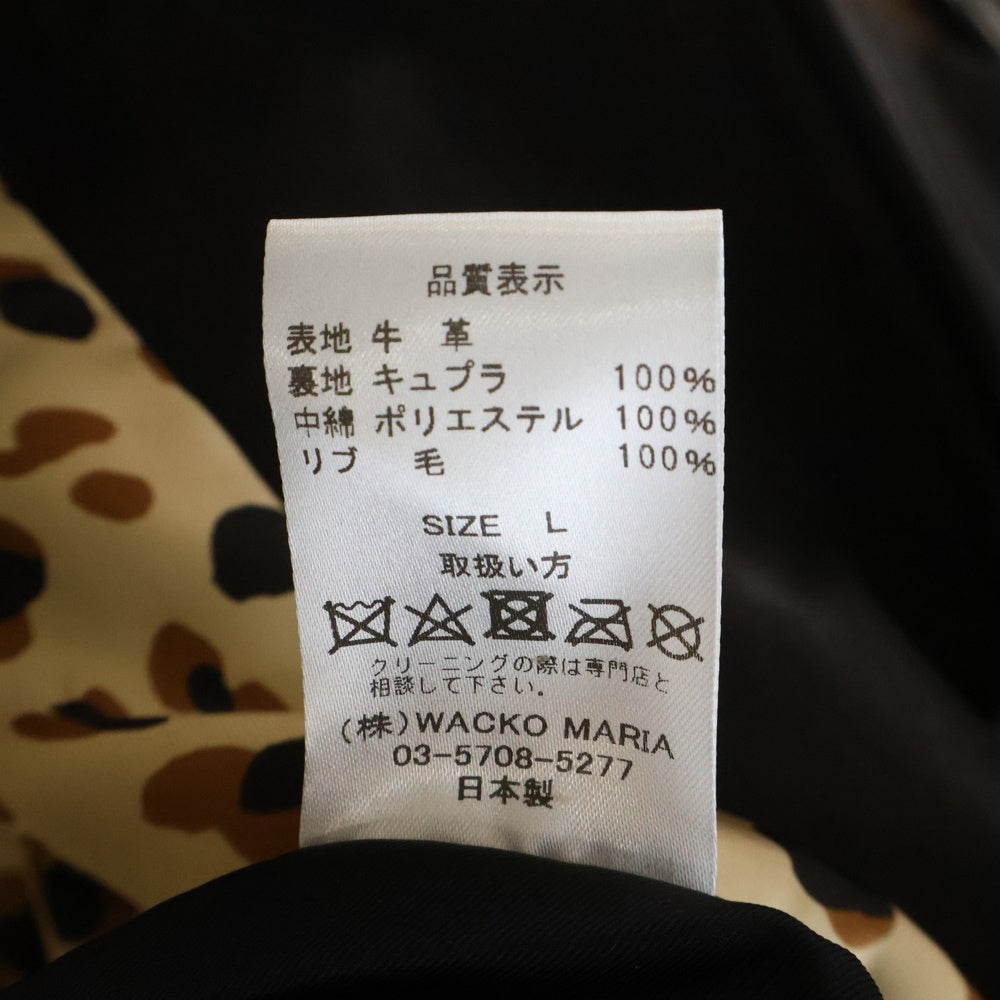 品質表示
表地 牛 革
裏地 キュプラ 100%
中綿 ポリエステル 100%
リブ 毛 100%
SIZE L
取扱い方
クリーニングの際は専門店と
相談して下さい。
(株)WACKO MARIA
03-5708-5277
日本製